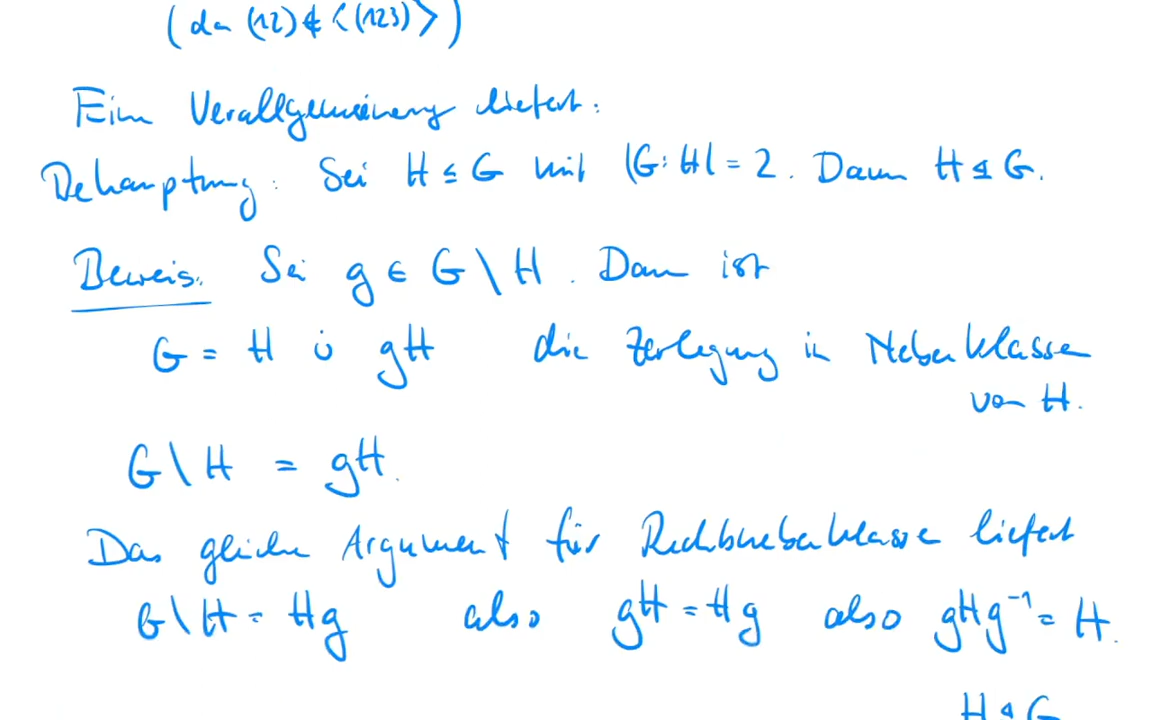 (da (12) ∉ ⟨(123)⟩)
Eine Verallgemeinerung liefert:
Behauptung: Sei H ≤ G mit |G:H| = 2. Dann H ⊴ G.
Beweis: Sei g ∈ G \ H. Dann ist
G = H ∪̇ gH die Zerlegung in Nebenklassen
von H.
G \ H = gH.
Das gleiche Argument für Rechtsnebenklassen liefert
G \ H = Hg also gH = Hg also gHg⁻¹ = H.
H ⊴ G